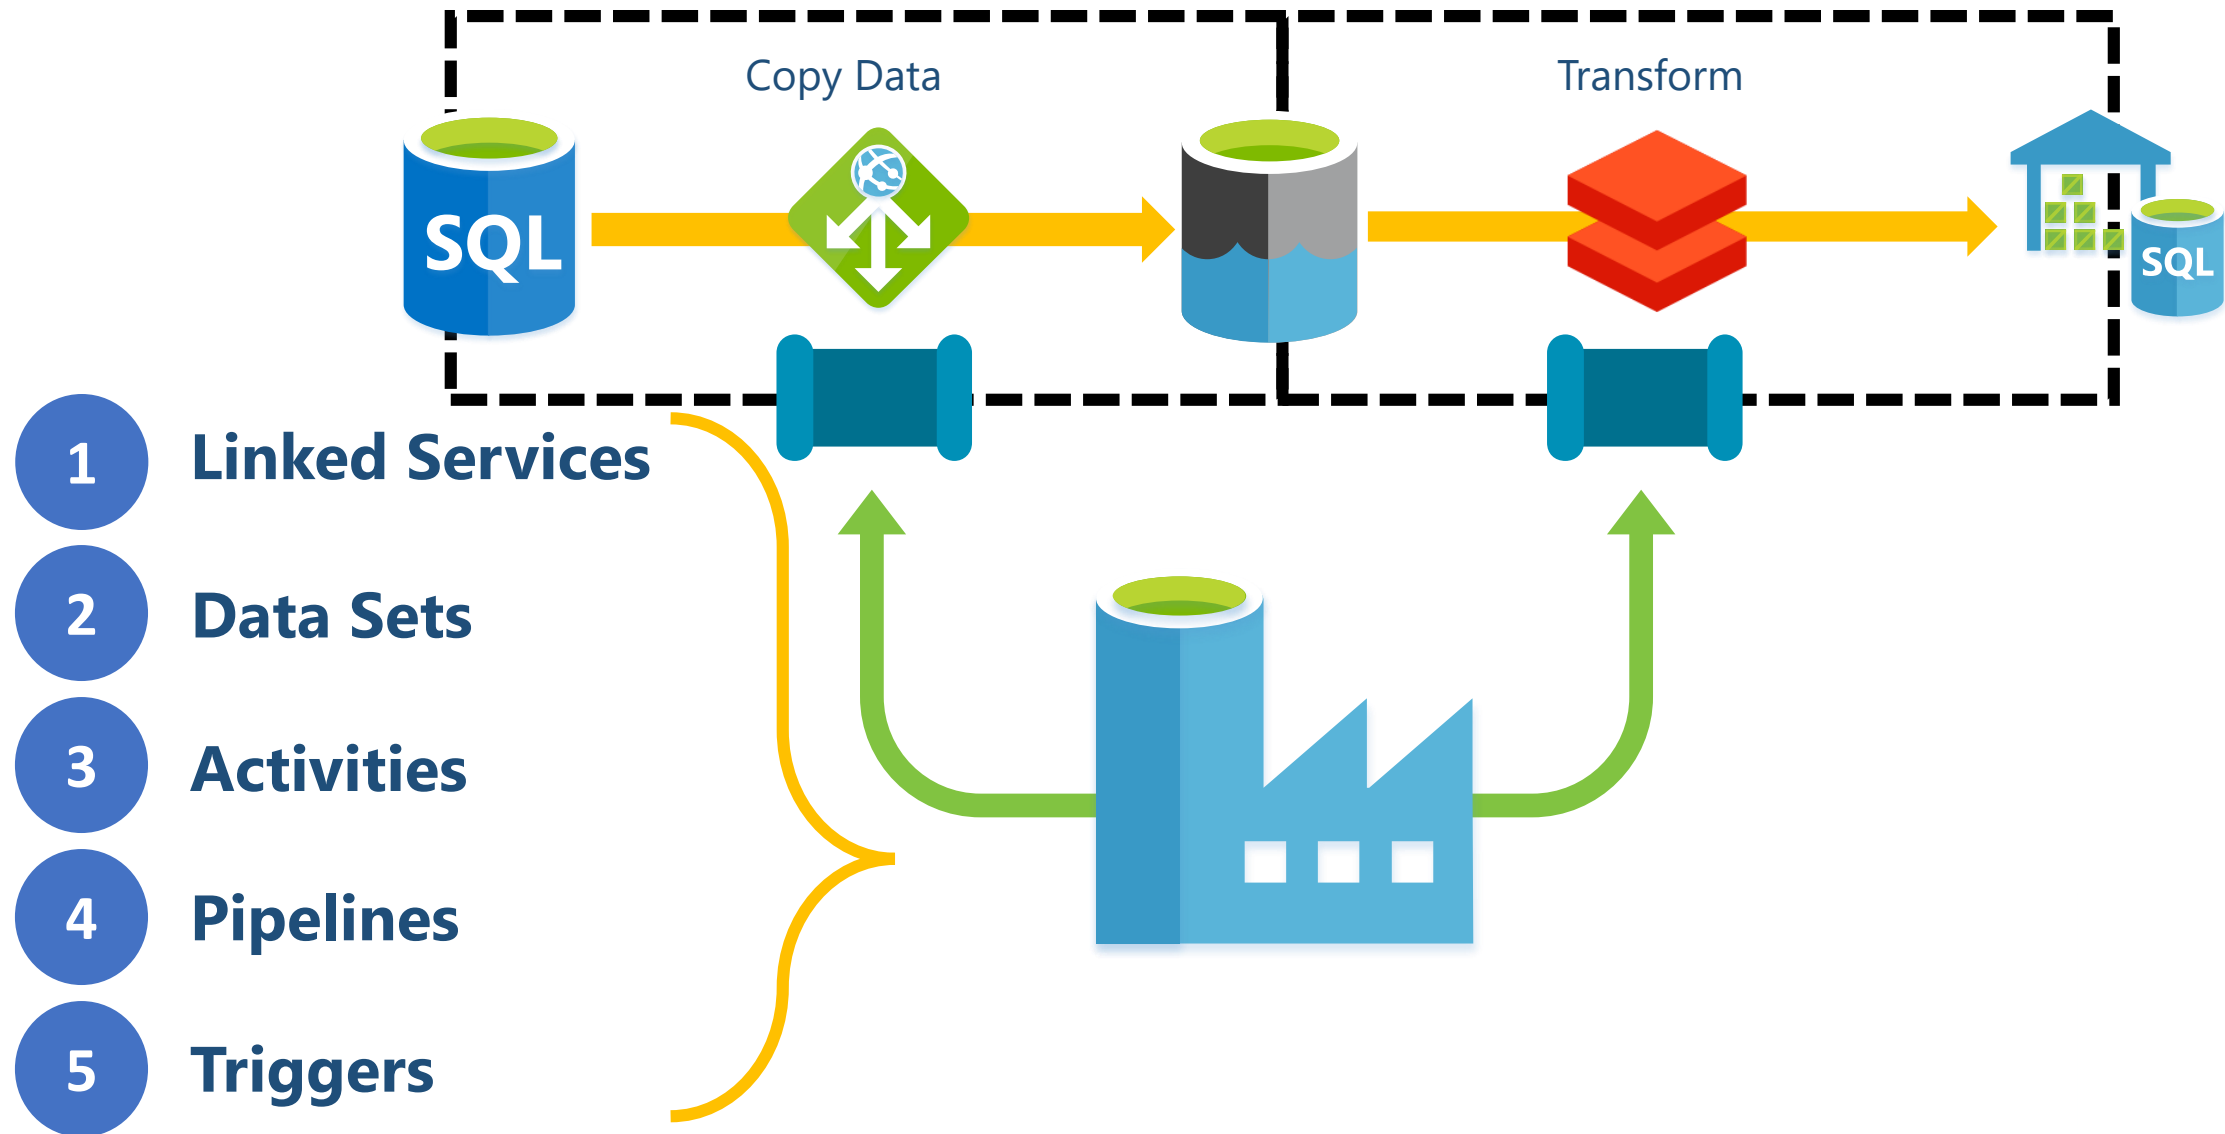 Copy Data
Transform
SQL
SQL
1 Linked Services
2 Data Sets
3 Activities
4 Pipelines
5 Triggers